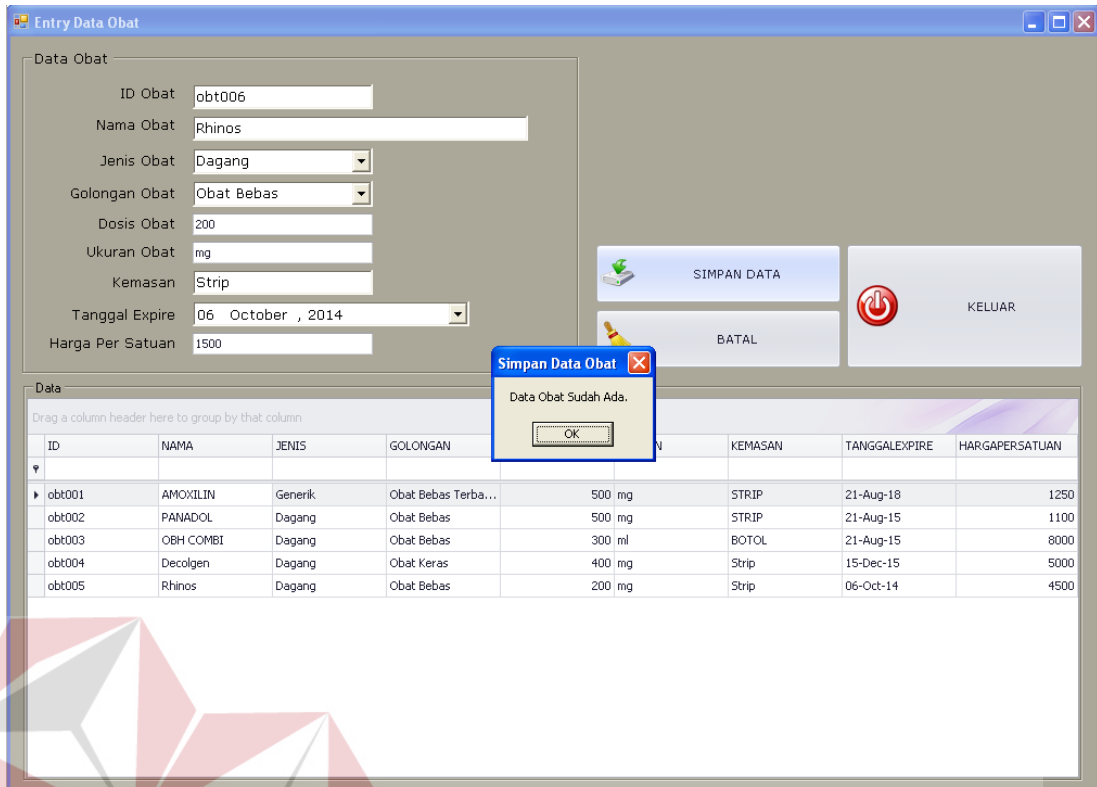 Entry Data Obat
Data Obat
ID Obat obt006
Nama Obat Rhinos
Jenis Obat Dagang
Golongan Obat Obat Bebas
Dosis Obat 200
Ukuran Obat mg
Kemasan Strip
Tanggal Expire 06 October , 2014
Harga Per Satuan 1500
SIMPAN DATA
BATAL
KELUAR
Simpan Data Obat
Data Obat Sudah Ada.
OK
Data
Drag a column header here to group by that column
ID NAMA JENIS GOLONGAN N KEMASAN TANGGALEXPIRE HARGAPERSATUAN
obt001 AMOXILIN Generik Obat Bebas Terba... 500 mg STRIP 21-Aug-18 1250
obt002 PANADOL Dagang Obat Bebas 500 mg STRIP 21-Aug-15 1100
obt003 OBH COMBI Dagang Obat Bebas 300 ml BOTOL 21-Aug-15 8000
obt004 Decolgen Dagang Obat Keras 400 mg Strip 15-Dec-15 5000
obt005 Rhinos Dagang Obat Bebas 200 mg Strip 06-Oct-14 4500